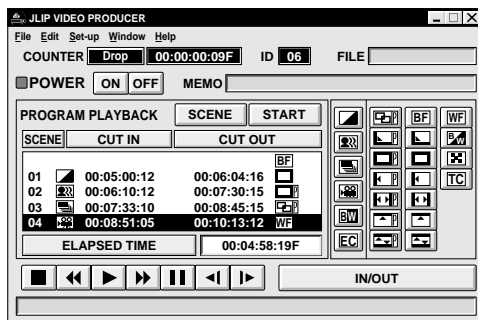 JLIP VIDEO PRODUCER
File Edit Set-up Window Help
COUNTER Drop 00:00:00:09F ID 06 FILE
POWER ON OFF MEMO
PROGRAM PLAYBACK SCENE START
SCENE CUT IN CUT OUT
BF
01 00:05:00:12 00:06:04:16
02 00:06:10:12 00:07:30:15 P
03 00:07:33:10 00:08:45:15 P
04 00:08:51:05 00:10:13:12 WF
ELAPSED TIME 00:04:58:19F
P BF WF
P B/W
P
P TC
P
BW P
EC P
IN/OUT